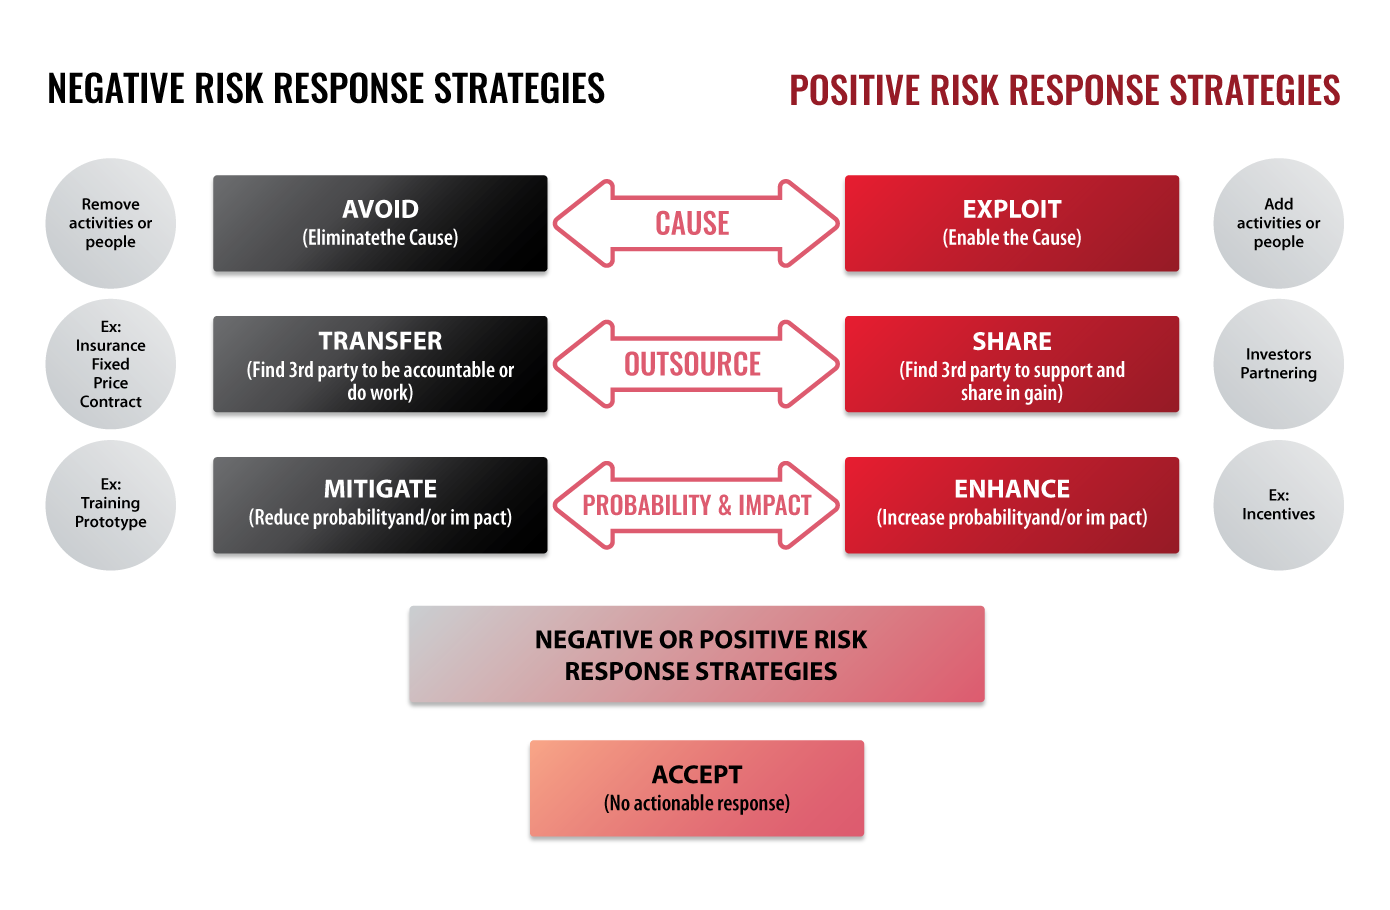 NEGATIVE RISK RESPONSE STRATEGIES
POSITIVE RISK RESPONSE STRATEGIES
Remove
activities or
people
AVOID
(Eliminatethe Cause)
CAUSE
EXPLOIT
(Enable the Cause)
Add
activities or
people
Ex:
Insurance
Fixed
Price
Contract
TRANSFER
(Find 3rd party to be accountable or
do work)
OUTSOURCE
SHARE
(Find 3rd party to support and
share in gain)
Investors
Partnering
Ex:
Training
Prototype
MITIGATE
(Reduce probabilityand/or im pact)
PROBABILITY & IMPACT
ENHANCE
(Increase probabilityand/or im pact)
Ex:
Incentives
NEGATIVE OR POSITIVE RISK
RESPONSE STRATEGIES
ACCEPT
(No actionable response)